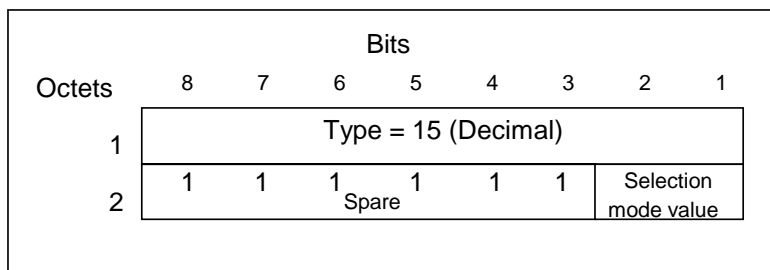 Bits
Octets 8 7 6 5 4 3 2 1
1 Type = 15 (Decimal)
2 1 1 1 1 1 1 Selection
Spare mode value